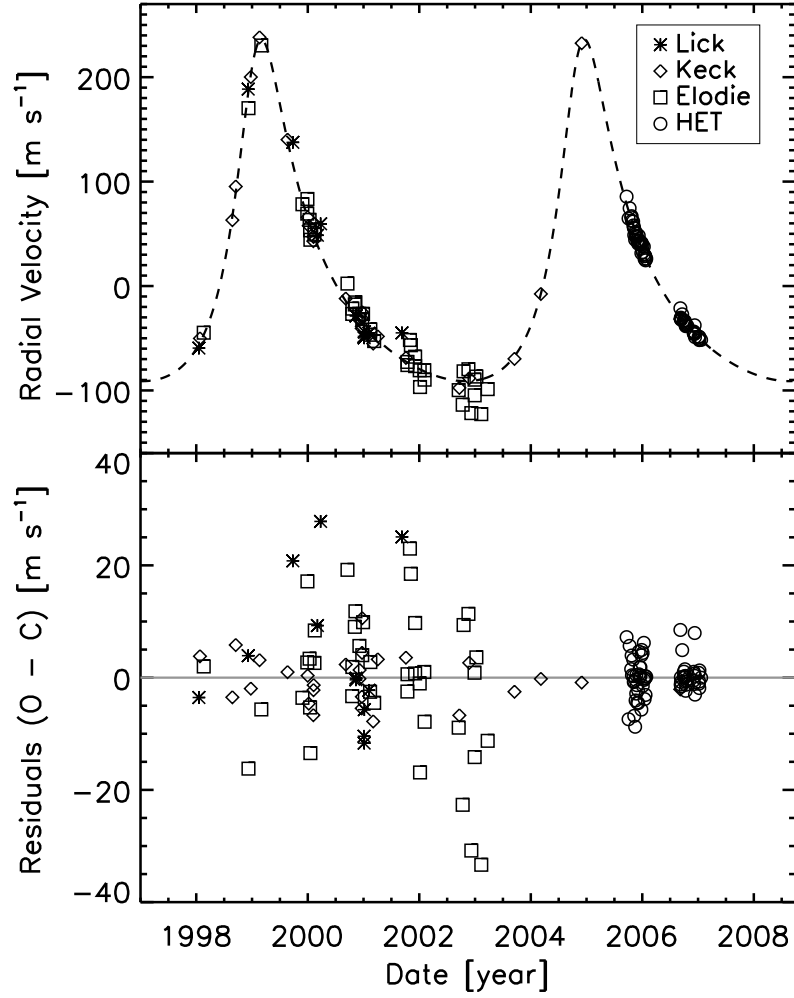 Radial Velocity [m s⁻¹]
200
100
0
−100
Lick
Keck
Elodie
HET
Residuals (O − C) [m s⁻¹]
40
20
0
−20
−40
1998 2000 2002 2004 2006 2008
Date [year]